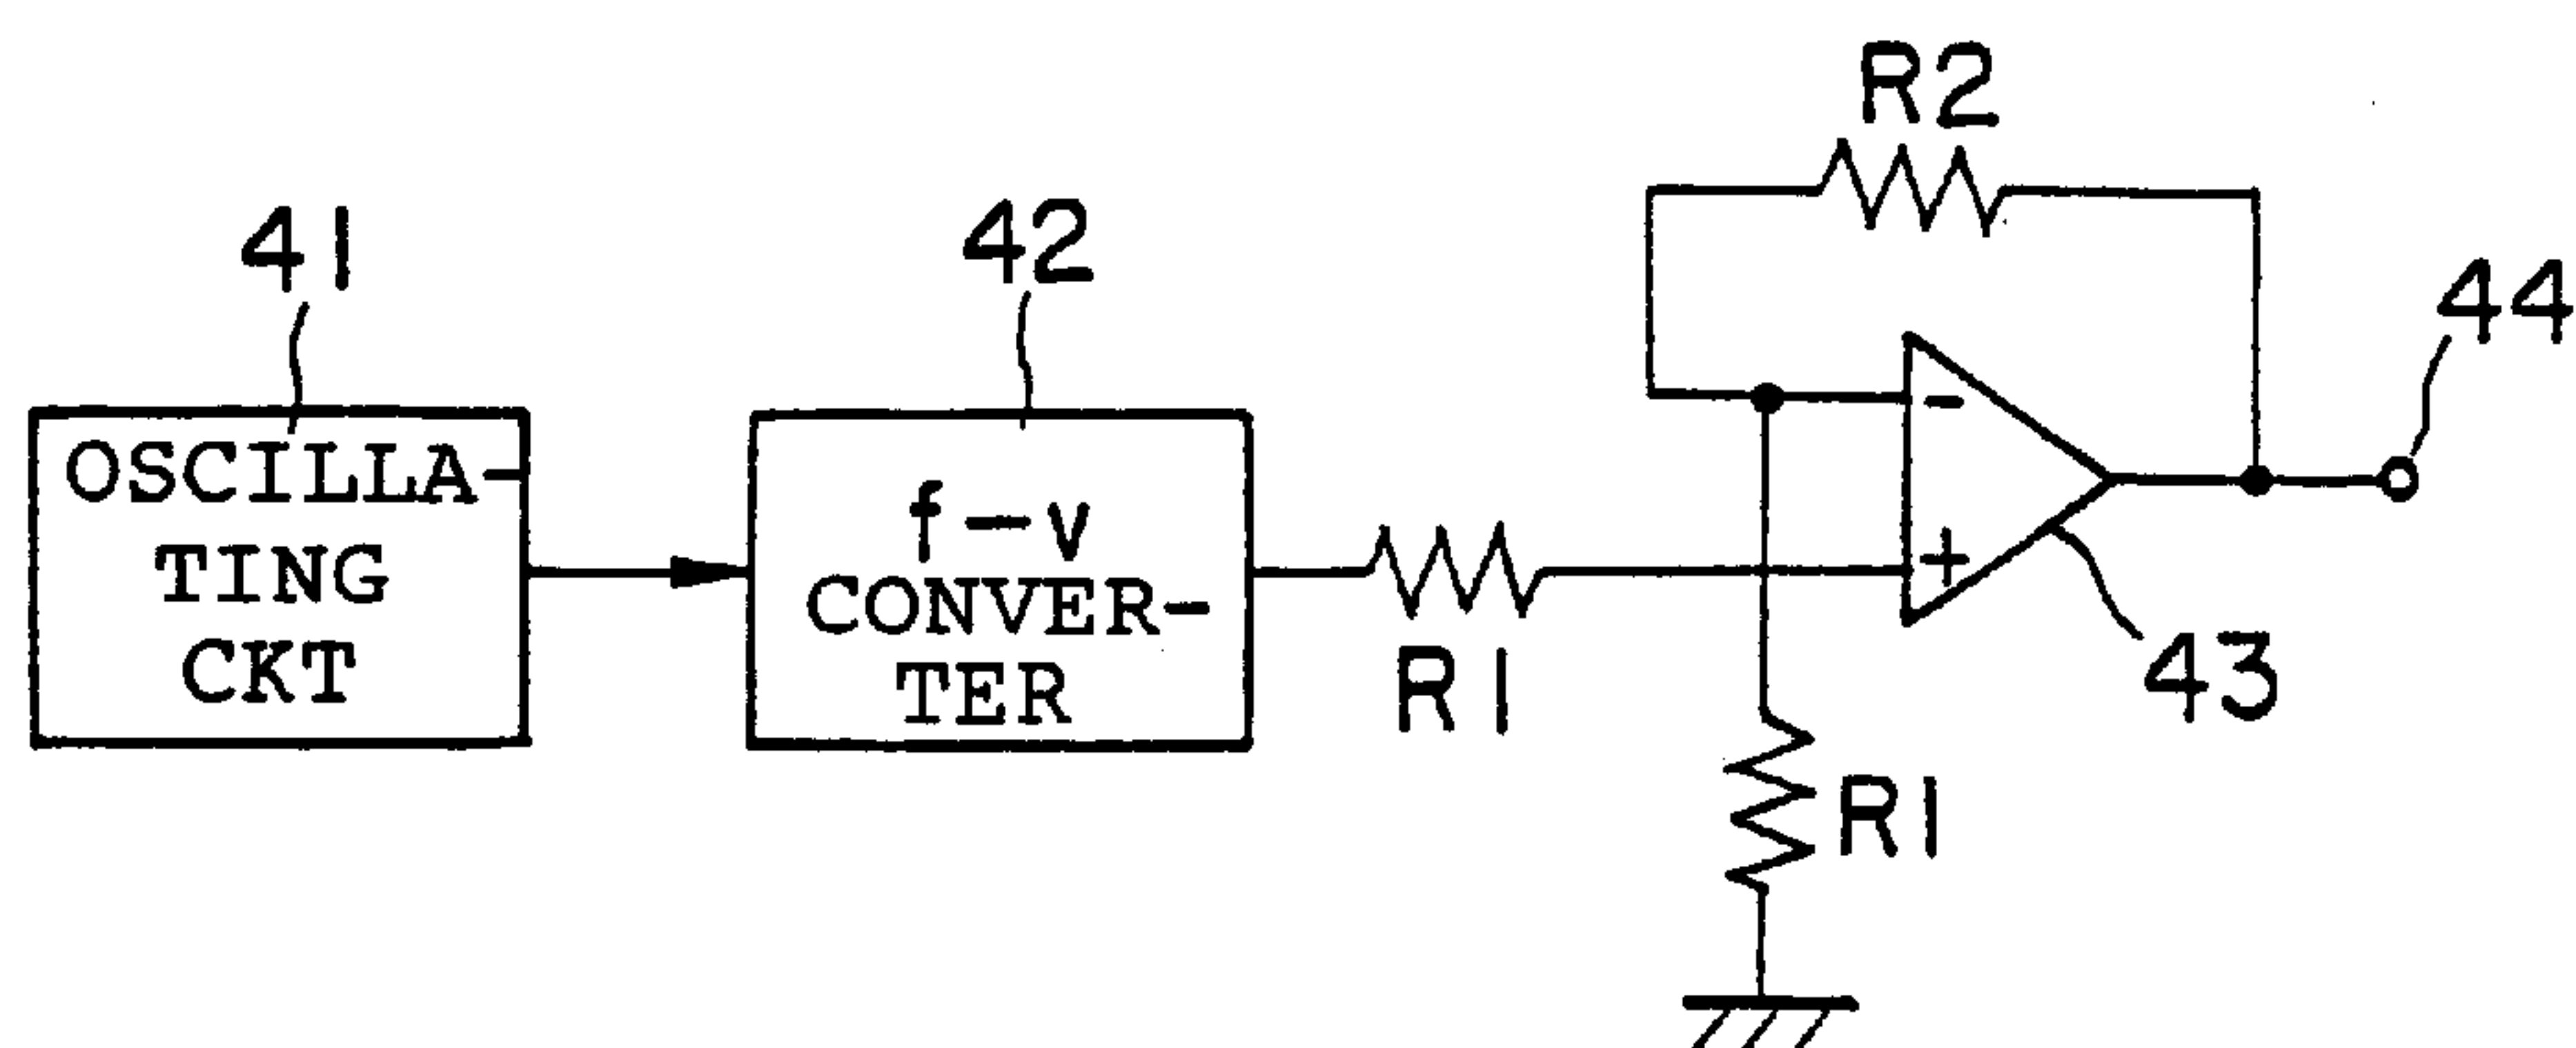 R2
41
42
44
OSCILLA-
TING
CKT
f-v
CONVER-
TER
-
+
R1
43
R1